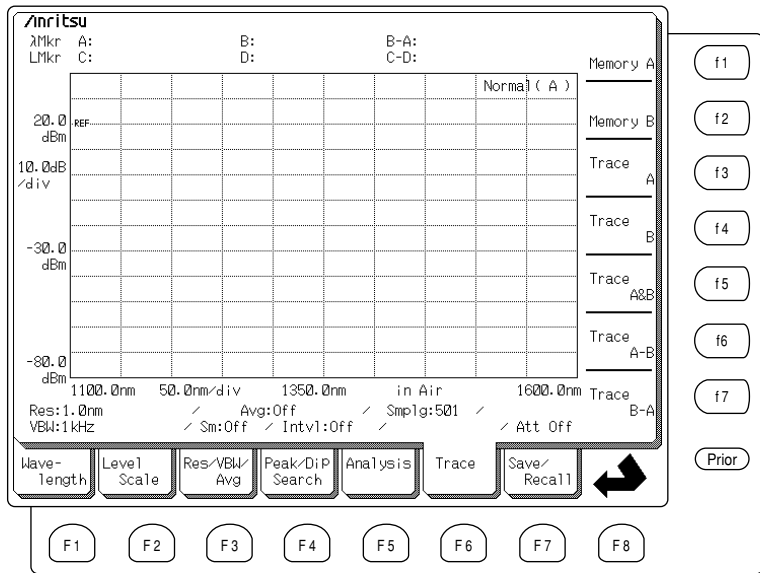 Anritsu
λMkr A: B: B-A:
LMkr C: D: C-D:
Normal( A )
20.0 REF
dBm
10.0dB
/div
-30.0
dBm
-80.0
dBm
1100.0nm 50.0nm/div 1350.0nm in Air 1600.0nm
Res:1.0nm / Avg:Off / Smplg:501 /
VBW:1kHz / Sm:Off / Intvl:Off / / Att Off
Memory A
Memory B
Trace
A
Trace
B
Trace
A&B
Trace
A-B
Trace
B-A
f1
f2
f3
f4
f5
f6
f7
Prior
Wave-
length
Level
Scale
Res/VBW/
Avg
Peak/Dip
Search
Analysis
Trace
Save/
Recall
F1 F2 F3 F4 F5 F6 F7 F8